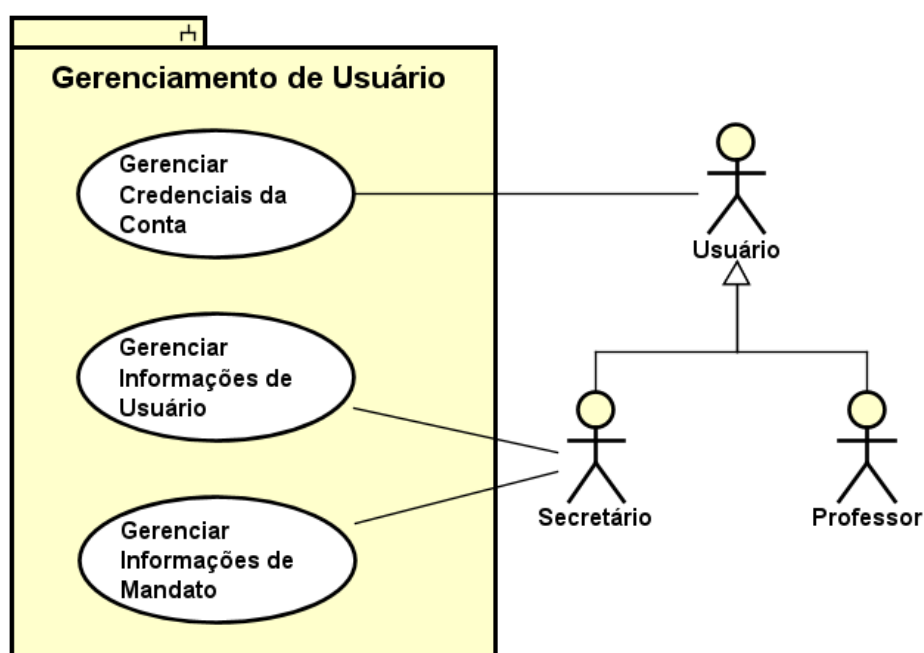 Gerenciamento de Usuário
Gerenciar
Credenciais da
Conta
Usuário
Gerenciar
Informações de
Usuário
Secretário
Professor
Gerenciar
Informações de
Mandato